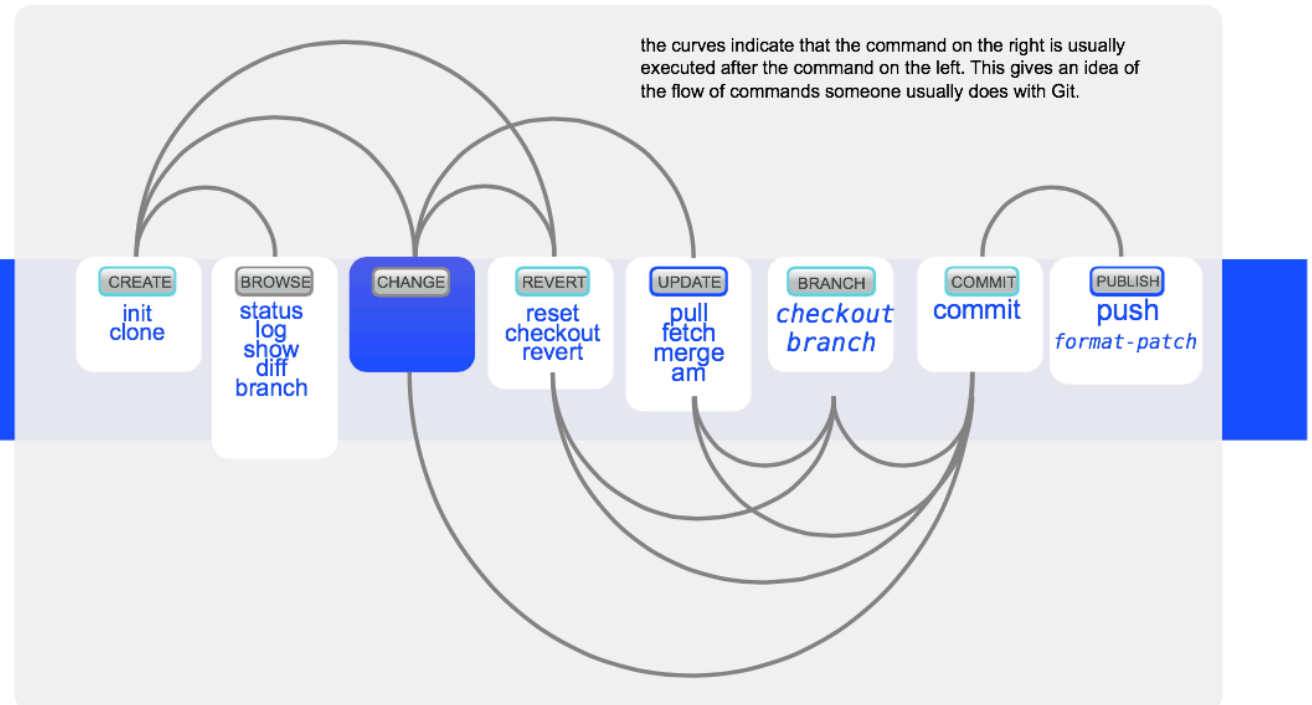 the curves indicate that the command on the right is usually
executed after the command on the left. This gives an idea of
the flow of commands someone usually does with Git.
CREATE
init
clone
BROWSE
status
log
show
diff
branch
CHANGE
REVERT
reset
checkout
revert
UPDATE
pull
fetch
merge
am
BRANCH
checkout
branch
COMMIT
commit
PUBLISH
push
format-patch